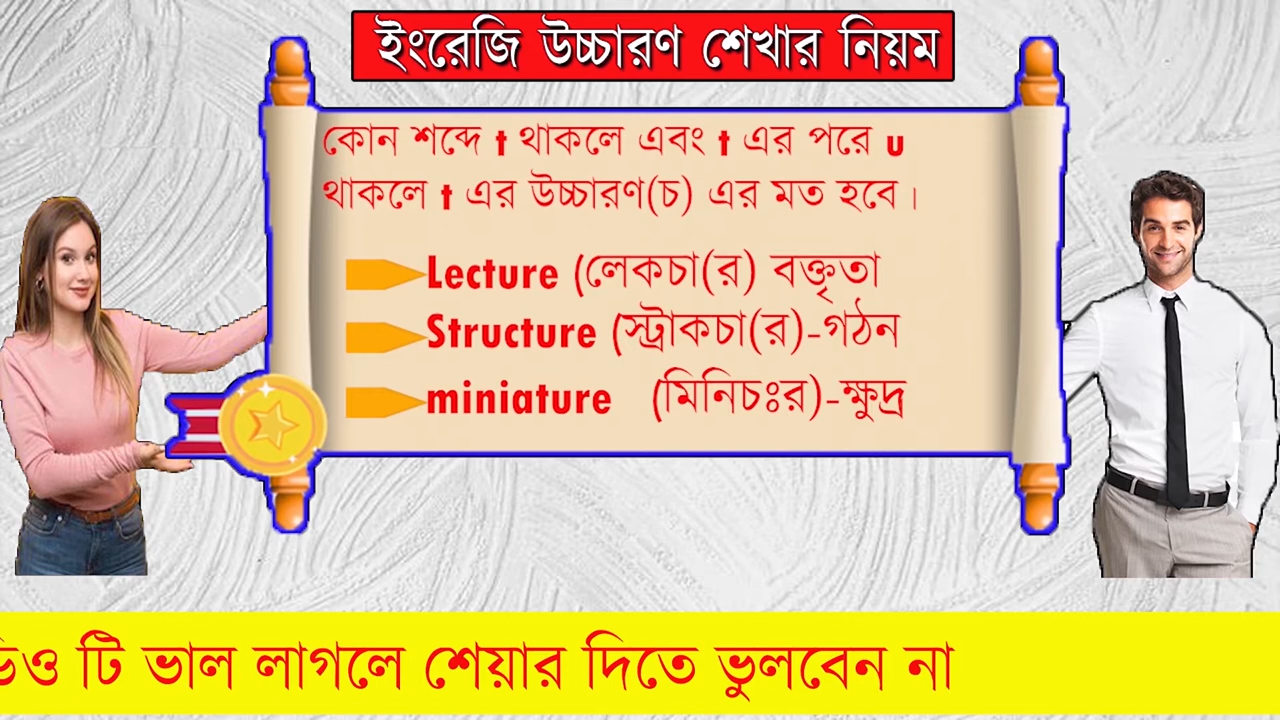 ইংরেজি উচ্চারণ শেখার নিয়ম
কোন শব্দে t থাকলে এবং t এর পরে u
থাকলে t এর উচ্চারণ(চ) এর মত হবে।
Lecture (লেকচা(র) বক্তৃতা
Structure (স্ট্রাকচা(র)-গঠন
miniature (মিনিচঃর)-ক্ষুদ্র
টি ভাল লাগলে শেয়ার দিতে ভুলবেন না